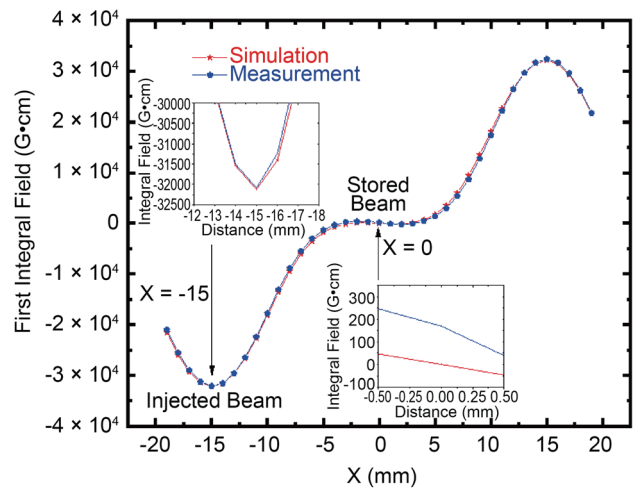 First Integral Field (G•cm)
4 × 10⁴
3 × 10⁴
2 × 10⁴
1 × 10⁴
0
-1 × 10⁴
-2 × 10⁴
-3 × 10⁴
-4 × 10⁴
Simulation
Measurement
Integral Field (G•cm)
-30000
-30500
-31000
-31500
-32000
-32500
-12 -13 -14 -15 -16 -17 -18
Distance (mm)
Stored
Beam
X = 0
X = -15
Injected Beam
Integral Field (G•cm)
350
300
200
100
0
-100
-0.50 -0.25 0.00 0.25 0.50
Distance (mm)
-20 -15 -10 -5 0 5 10 15 20
X (mm)